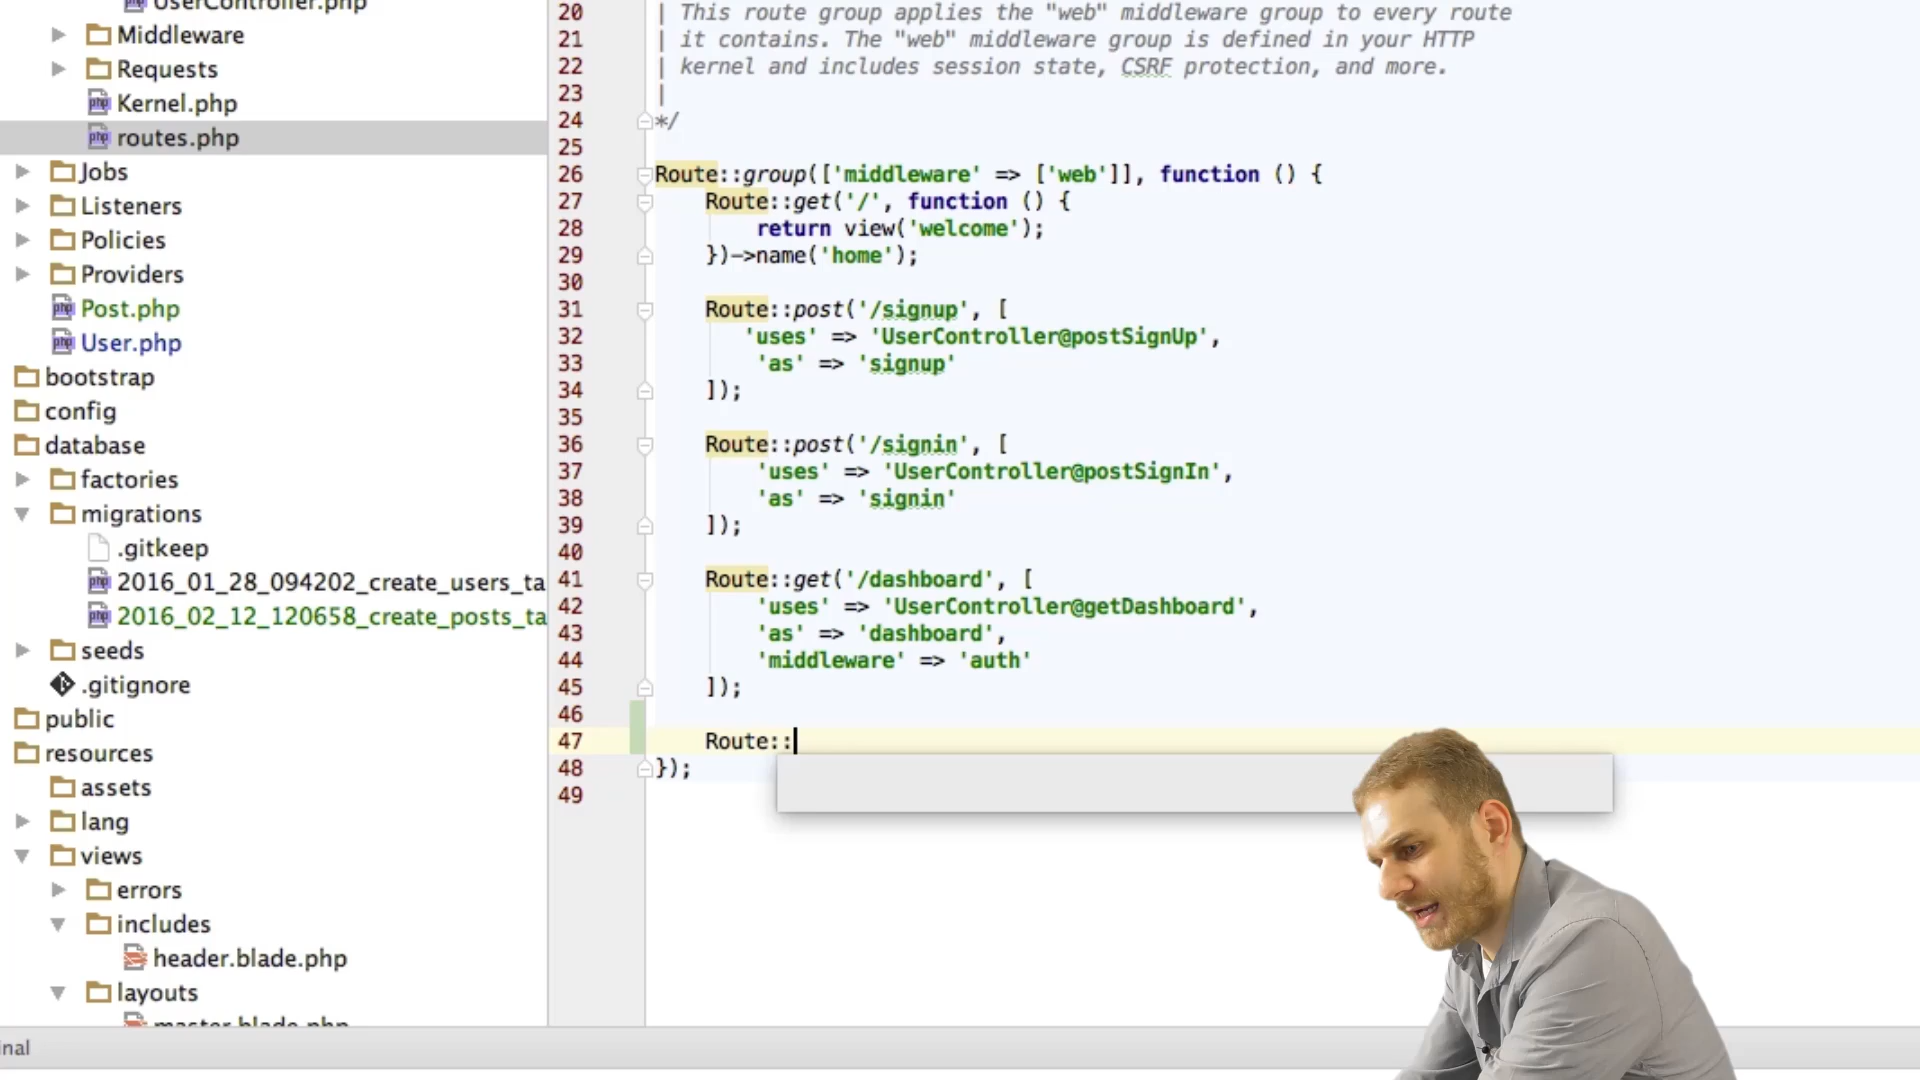 UserController.php
Middleware
Requests
Kernel.php
routes.php
Jobs
Listeners
Policies
Providers
Post.php
User.php
bootstrap
config
database
factories
migrations
.gitkeep
2016_01_28_094202_create_users_ta
2016_02_12_120658_create_posts_ta
seeds
.gitignore
public
resources
assets
lang
views
errors
includes
header.blade.php
layouts
master.blade.php
inal
20 | This route group applies the "web" middleware group to every route
21 | it contains. The "web" middleware group is defined in your HTTP
22 | kernel and includes session state, CSRF protection, and more.
23 |
24 */
25
26 Route::group(['middleware' => ['web']], function () {
27 Route::get('/', function () {
28 return view('welcome');
29 })->name('home');
30
31 Route::post('/signup', [
32 'uses' => 'UserController@postSignUp',
33 'as' => 'signup'
34 ]);
35
36 Route::post('/signin', [
37 'uses' => 'UserController@postSignIn',
38 'as' => 'signin'
39 ]);
40
41 Route::get('/dashboard', [
42 'uses' => 'UserController@getDashboard',
43 'as' => 'dashboard',
44 'middleware' => 'auth'
45 ]);
46
47 Route::
48 });
49